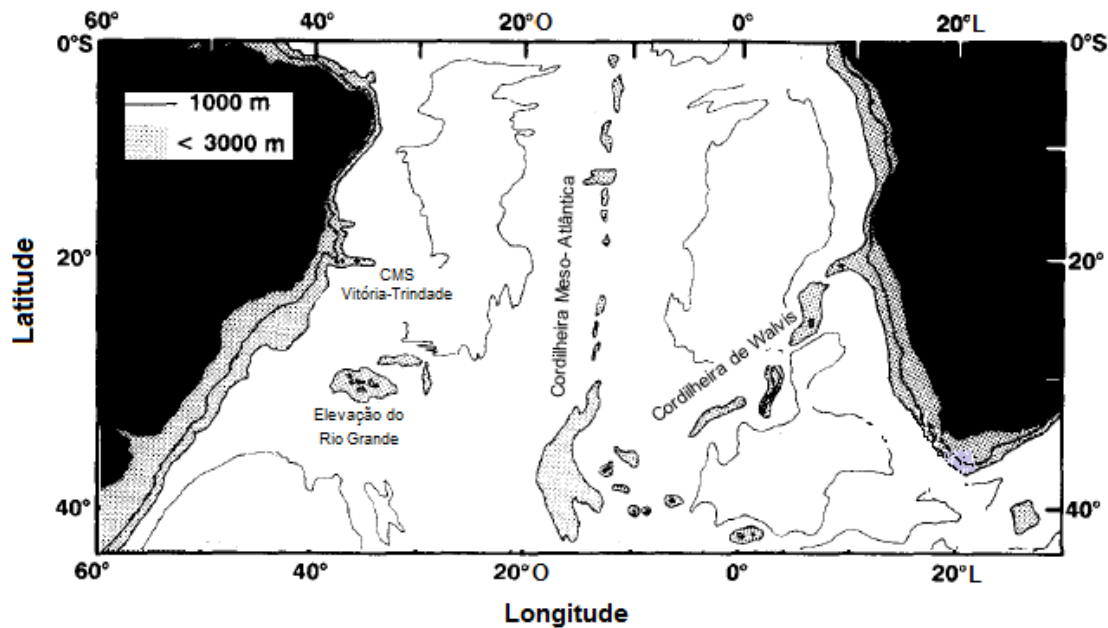 60° 40° 20°O 0° 20°L
0°S 0°S
1000 m
< 3000 m
Cordilheira Meso- Atlântica
Latitude
20° 20°
CMS
Vitória-Trindade
Cordilheira de Walvis
Elevação do
Rio Grande
40° 40°
60° 40° 20°O 0° 20°L
Longitude